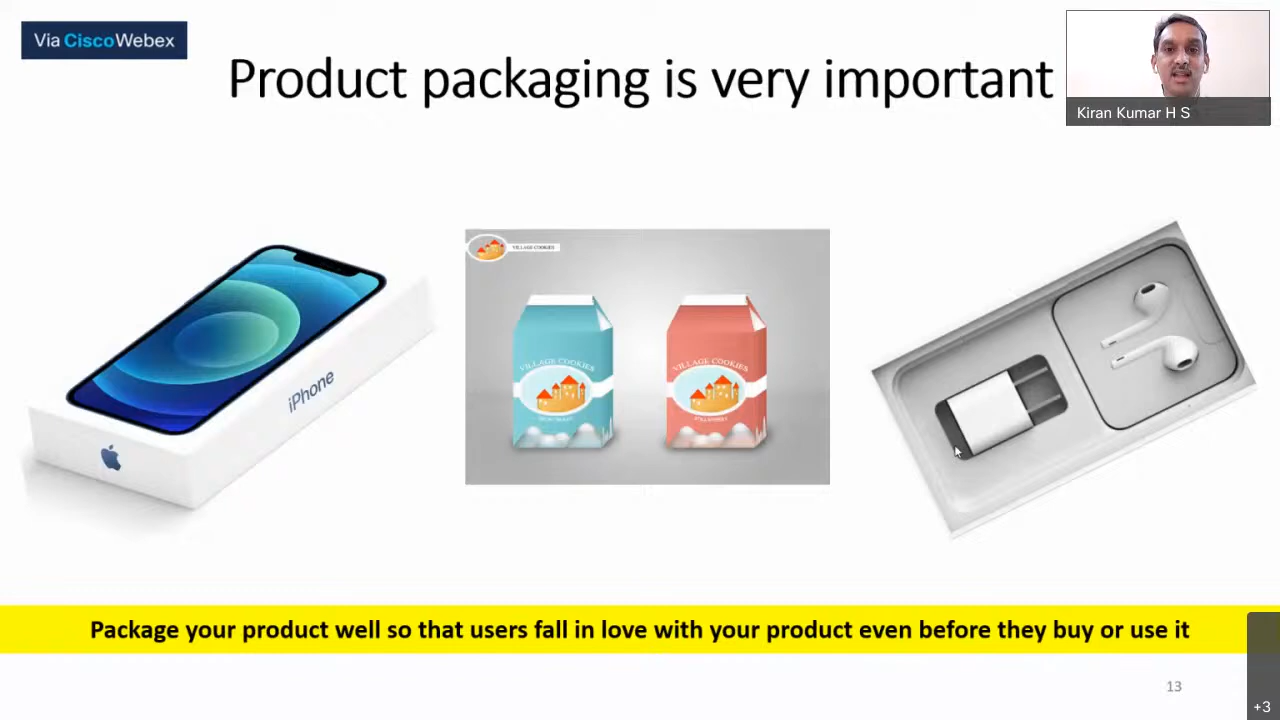 Via CiscoWebex
Product packaging is very important
Kiran Kumar H S
iPhone
VILLAGE COOKIES
VILLAGE COOKIES
VILLAGE COOKIES
Package your product well so that users fall in love with your product even before they buy or use it
13
+3